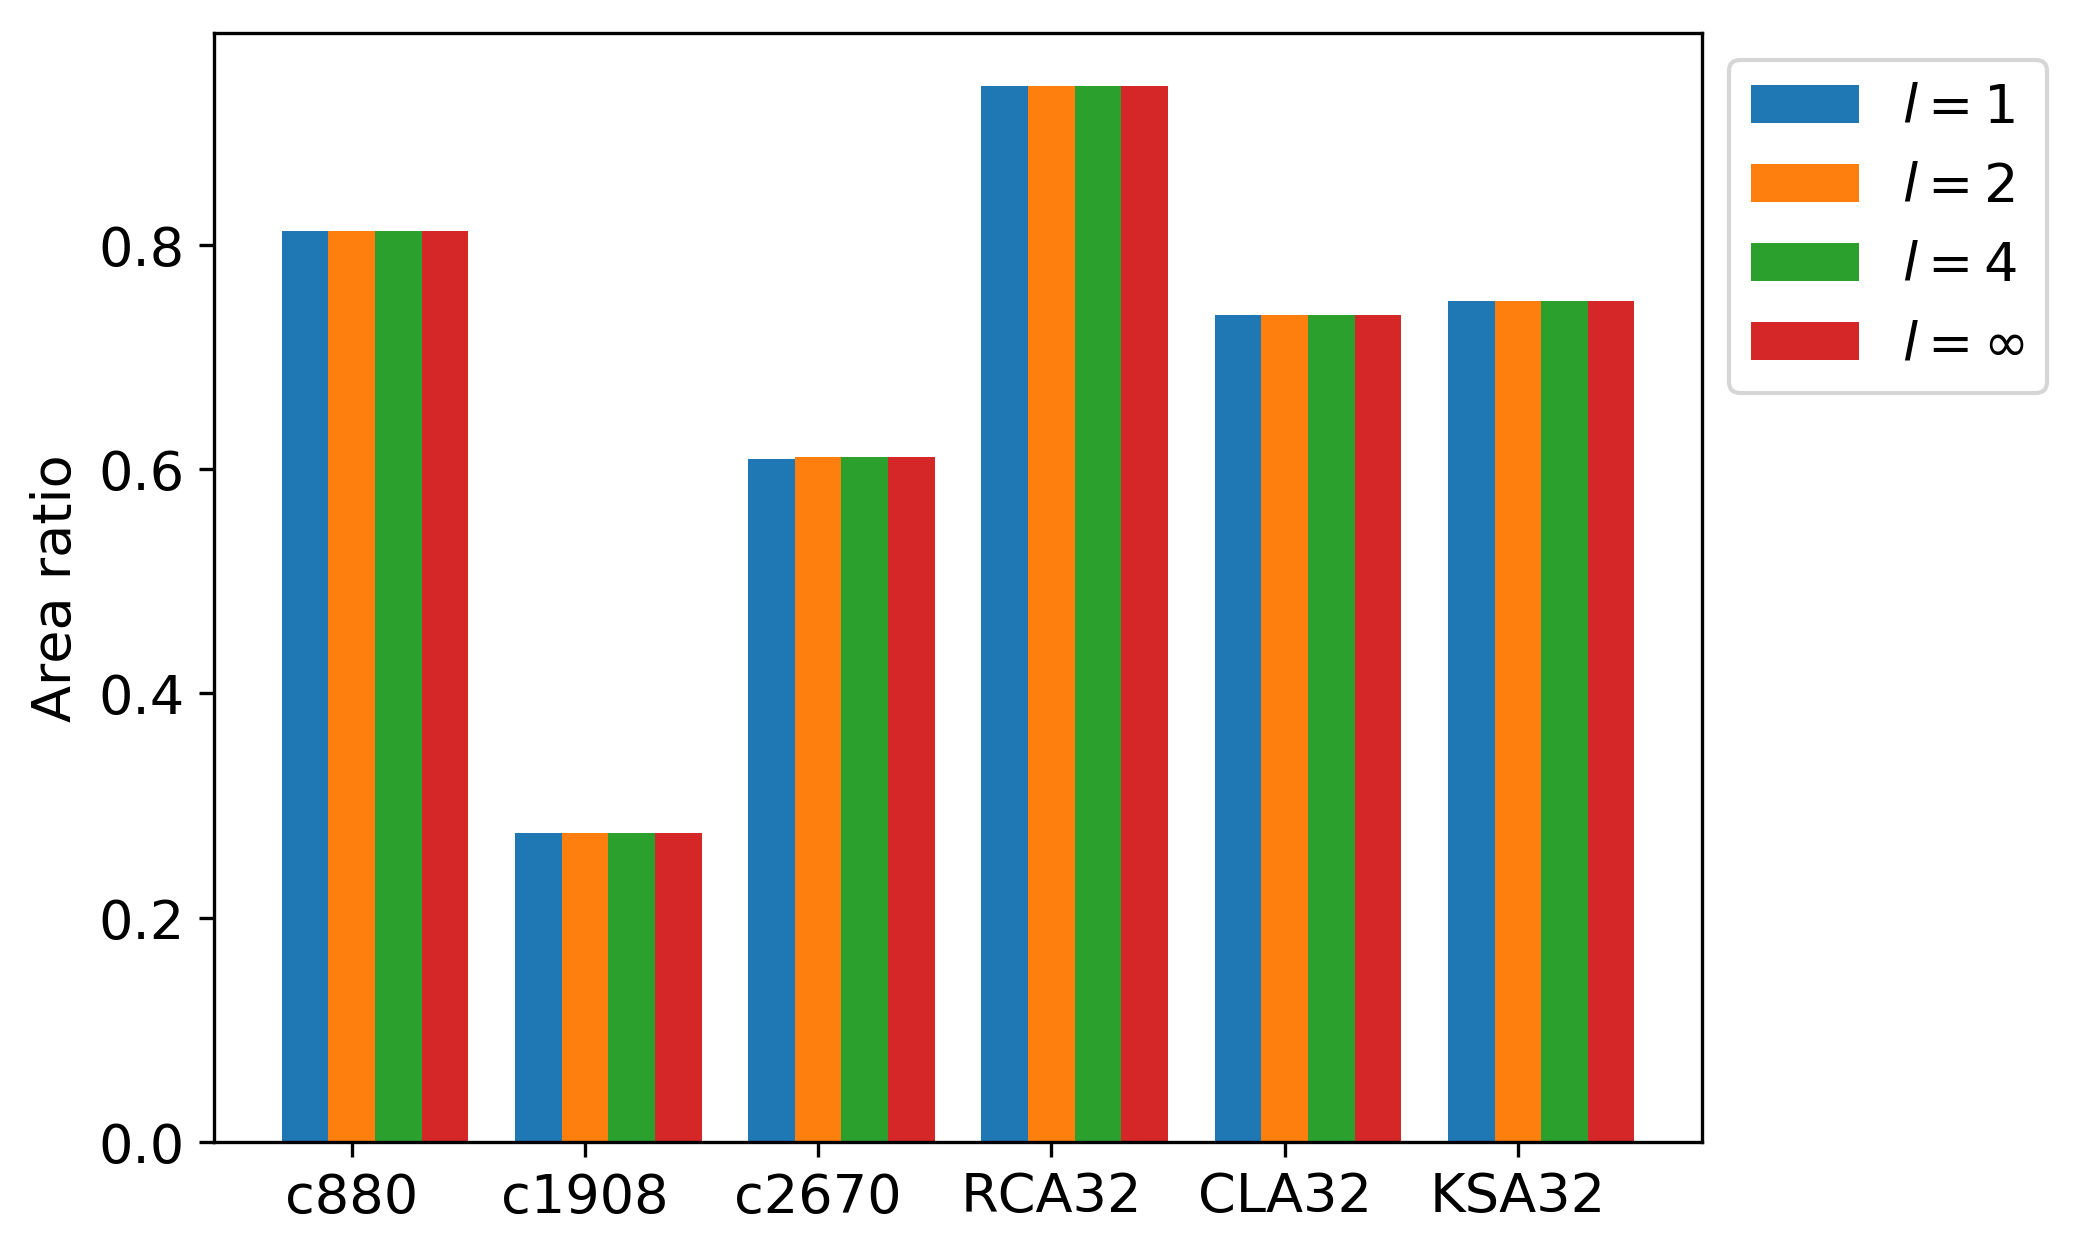 Area ratio
0.8
0.6
0.4
0.2
0.0
c880 c1908 c2670 RCA32 CLA32 KSA32
l = 1
l = 2
l = 4
l = ∞